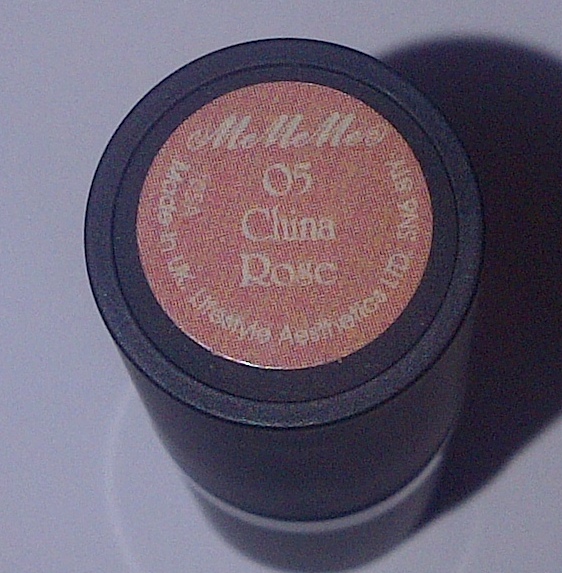 MeMeMe®
05
China
Rose
Made in UK. Lifestyle Aesthetics LTD.